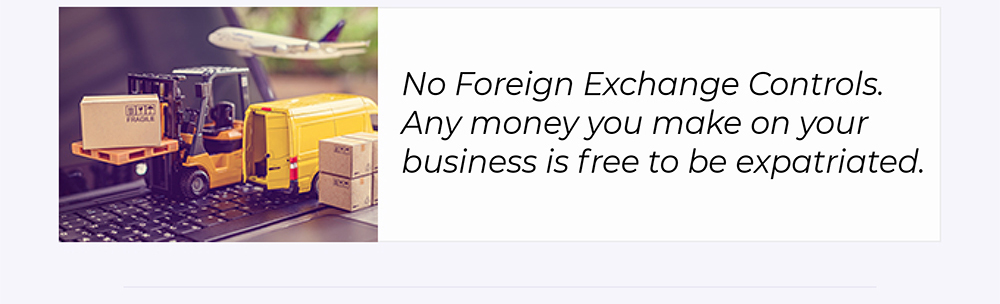 FRAGILE
No Foreign Exchange Controls.
Any money you make on your
business is free to be expatriated.